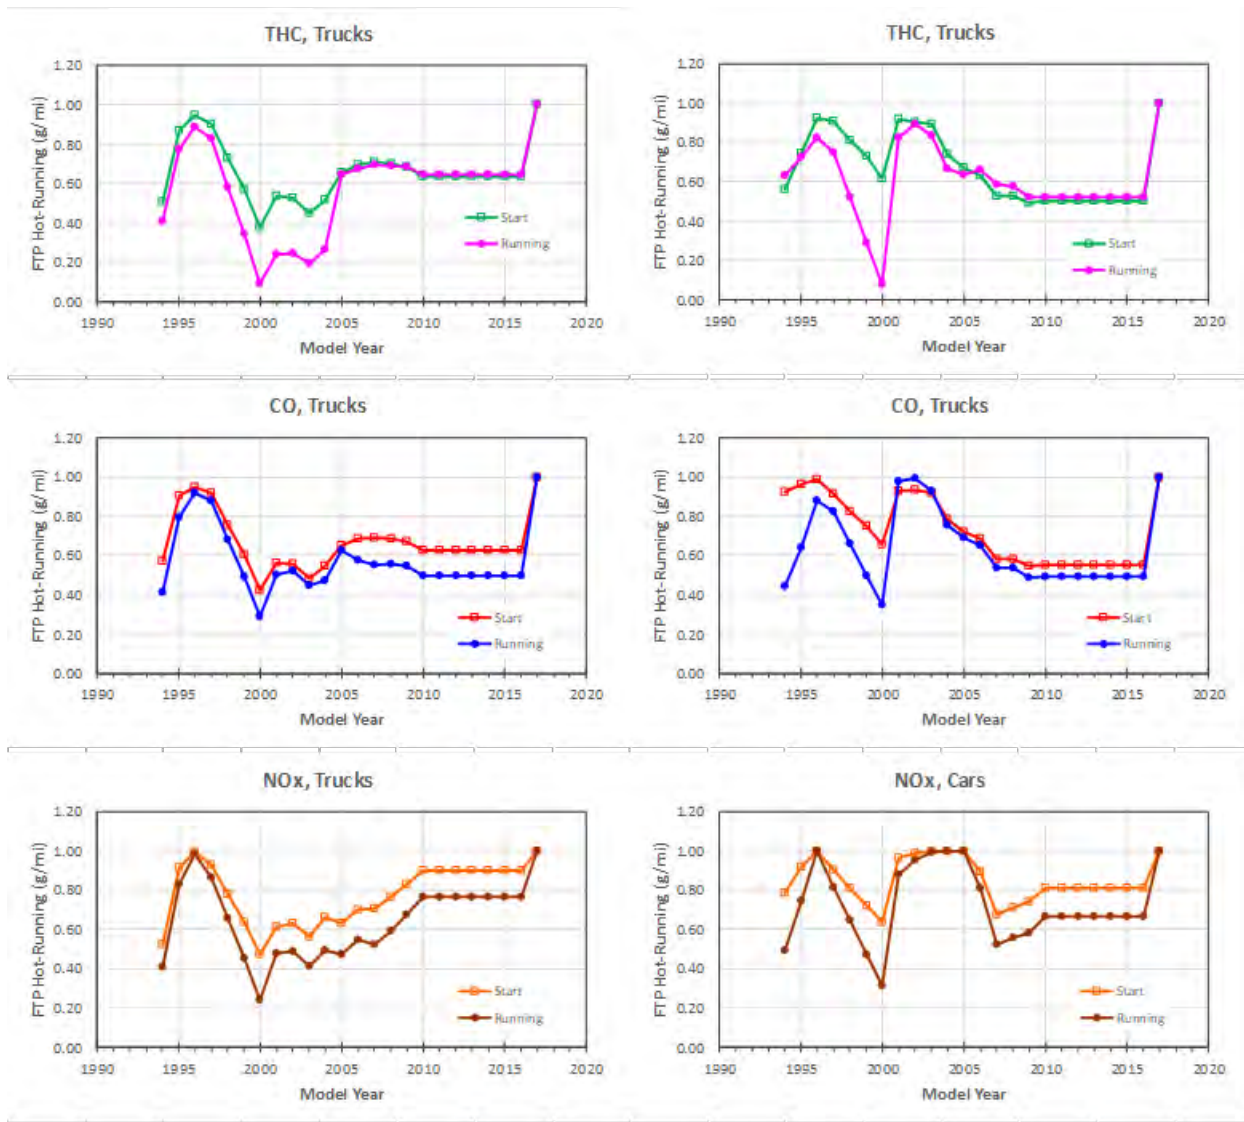 THC, Trucks
FTP Hot-Running (g/mi)
1.20
1.00
0.80
0.60
0.40
0.20
0.00
Start
Running
1990 1995 2000 2005 2010 2015 2020
Model Year
THC, Trucks
FTP Hot-Running (g/mi)
1.20
1.00
0.80
0.60
0.40
0.20
0.00
Start
Running
1990 1995 2000 2005 2010 2015 2020
Model Year
CO, Trucks
FTP Hot-Running (g/mi)
1.20
1.00
0.80
0.60
0.40
0.20
0.00
Start
Running
1990 1995 2000 2005 2010 2015 2020
Model Year
CO, Trucks
FTP Hot-Running (g/mi)
1.20
1.00
0.80
0.60
0.40
0.20
0.00
Start
Running
1990 1995 2000 2005 2010 2015 2020
Model Year
NOx, Trucks
FTP Hot-Running (g/mi)
1.20
1.00
0.80
0.60
0.40
0.20
0.00
Start
Running
1990 1995 2000 2005 2010 2015 2020
Model Year
NOx, Cars
FTP Hot-Running (g/mi)
1.20
1.00
0.80
0.60
0.40
0.20
0.00
Start
Running
1990 1995 2000 2005 2010 2015 2020
Model Year